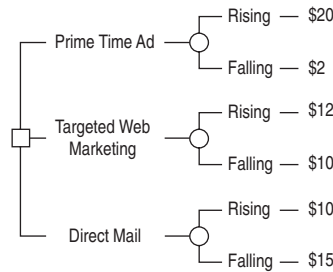 Rising — $20
Prime Time Ad
Falling — $2
Rising — $12
Targeted Web
Marketing
Falling — $10
Rising — $10
Direct Mail
Falling — $15